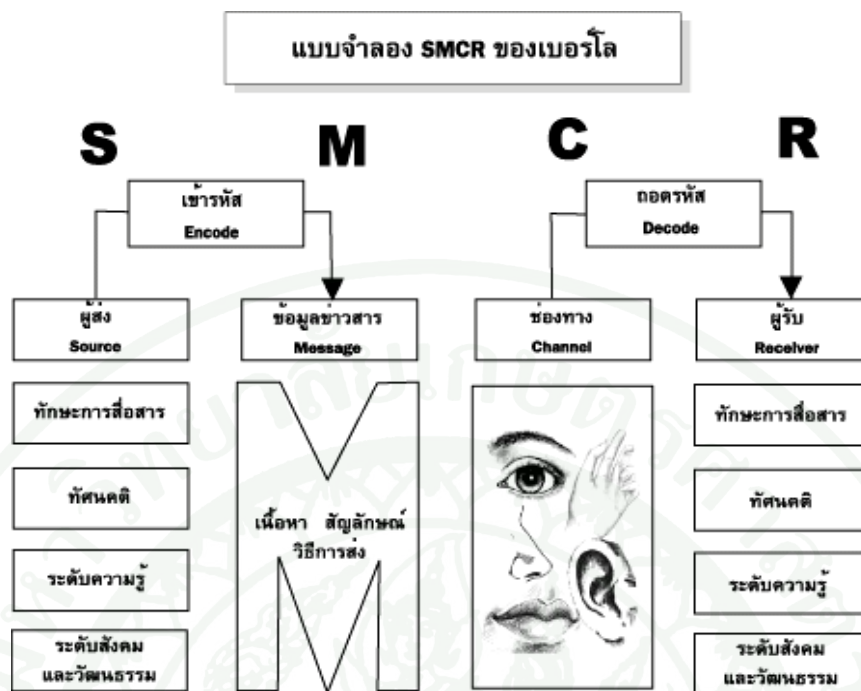 แบบจำลอง SMCR ของเบอร์โล
S M C R
เข้ารหัส
Encode
ถอดรหัส
Decode
ผู้ส่ง
Source
ข้อมูลข่าวสาร
Message
ช่องทาง
Channel
ผู้รับ
Receiver
ทักษะการสื่อสาร
ทัศนคติ
ระดับความรู้
ระดับสังคม
และวัฒนธรรม
เนื้อหา สัญลักษณ์
วิธีการส่ง
ทักษะการสื่อสาร
ทัศนคติ
ระดับความรู้
ระดับสังคม
และวัฒนธรรม